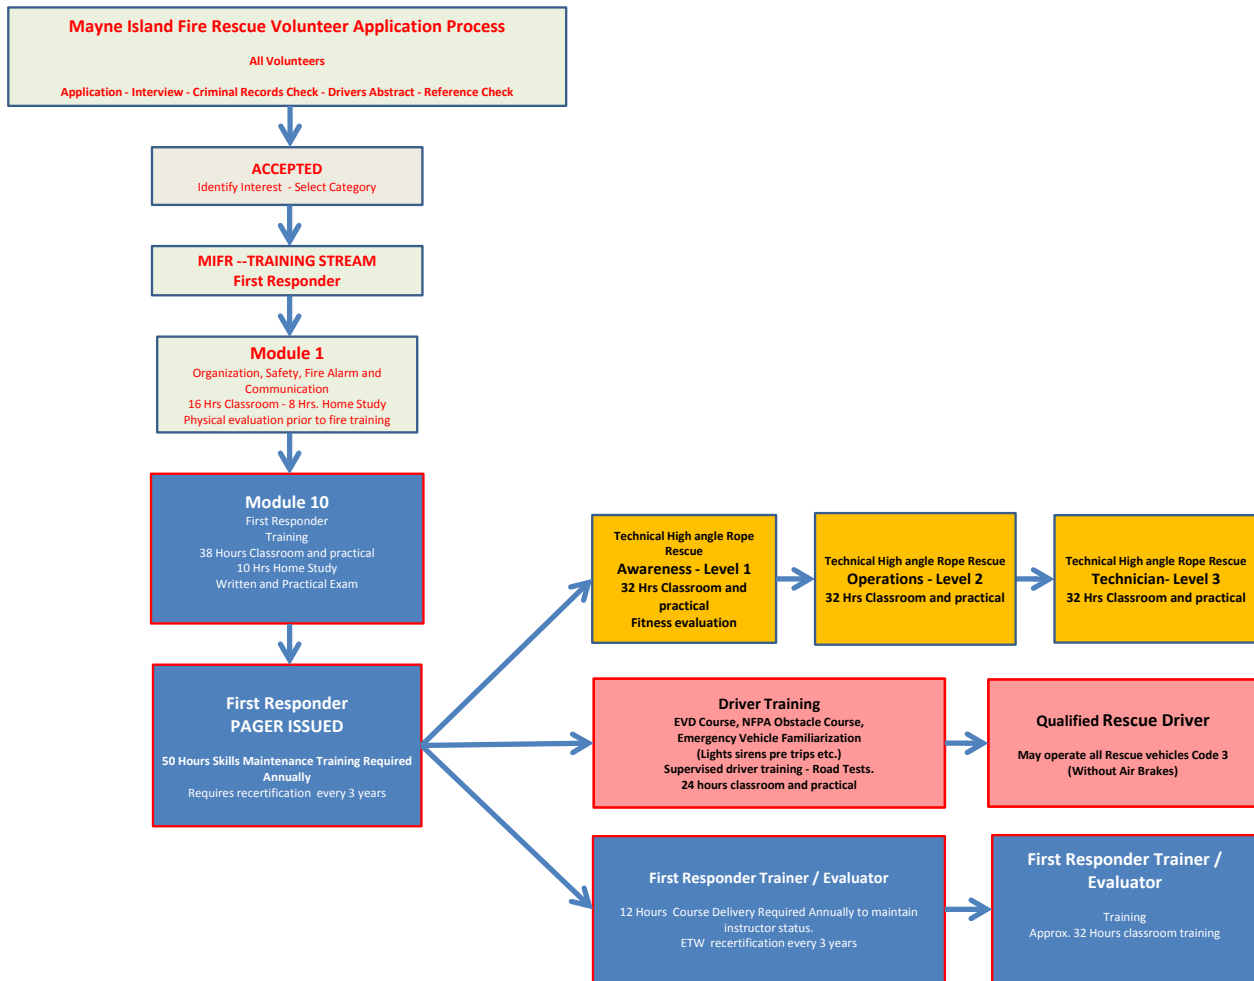 Mayne Island Fire Rescue Volunteer Application Process
All Volunteers
Application - Interview - Criminal Records Check - Drivers Abstract - Reference Check
ACCEPTED
Identify Interest - Select Category
MIFR --TRAINING STREAM
First Responder
Module 1
Organization, Safety, Fire Alarm and
Communication
16 Hrs Classroom - 8 Hrs. Home Study
Physical evaluation prior to fire training
Module 10
First Responder
Training
38 Hours Classroom and practical
10 Hrs Home Study
Written and Practical Exam
First Responder
PAGER ISSUED
50 Hours Skills Maintenance Training Required
Annually
Requires recertification every 3 years
Technical High angle Rope
Rescue
Awareness - Level 1
32 Hrs Classroom and
practical
Fitness evaluation
Technical High angle Rope Rescue
Operations - Level 2
32 Hrs Classroom and practical
Technical High angle Rope Rescue
Technician- Level 3
32 Hrs Classroom and practical
Driver Training
EVD Course, NFPA Obstacle Course,
Emergency Vehicle Familiarization
(Lights sirens pre trips etc.)
Supervised driver training - Road Tests.
24 hours classroom and practical
Qualified Rescue Driver
May operate all Rescue vehicles Code 3
(Without Air Brakes)
First Responder Trainer / Evaluator
12 Hours Course Delivery Required Annually to maintain
instructor status.
ETW recertification every 3 years
First Responder Trainer /
Evaluator
Training
Approx. 32 Hours classroom training